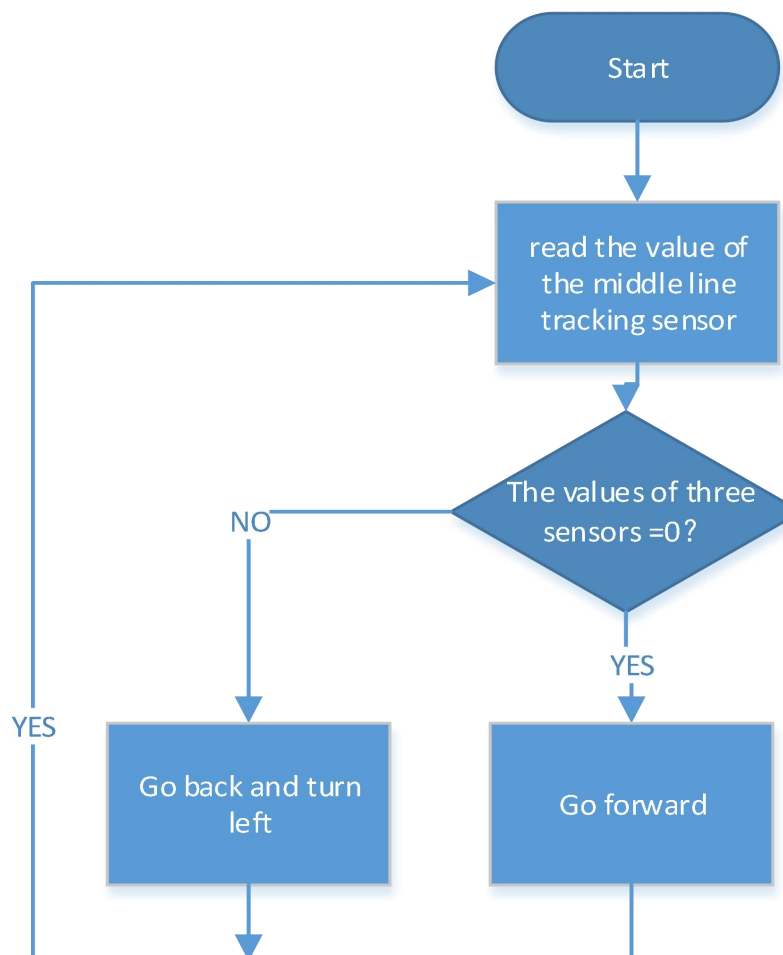 Start
read the value of
the middle line
tracking sensor
The values of three
sensors =0?
NO
YES
YES
Go back and turn
left
Go forward